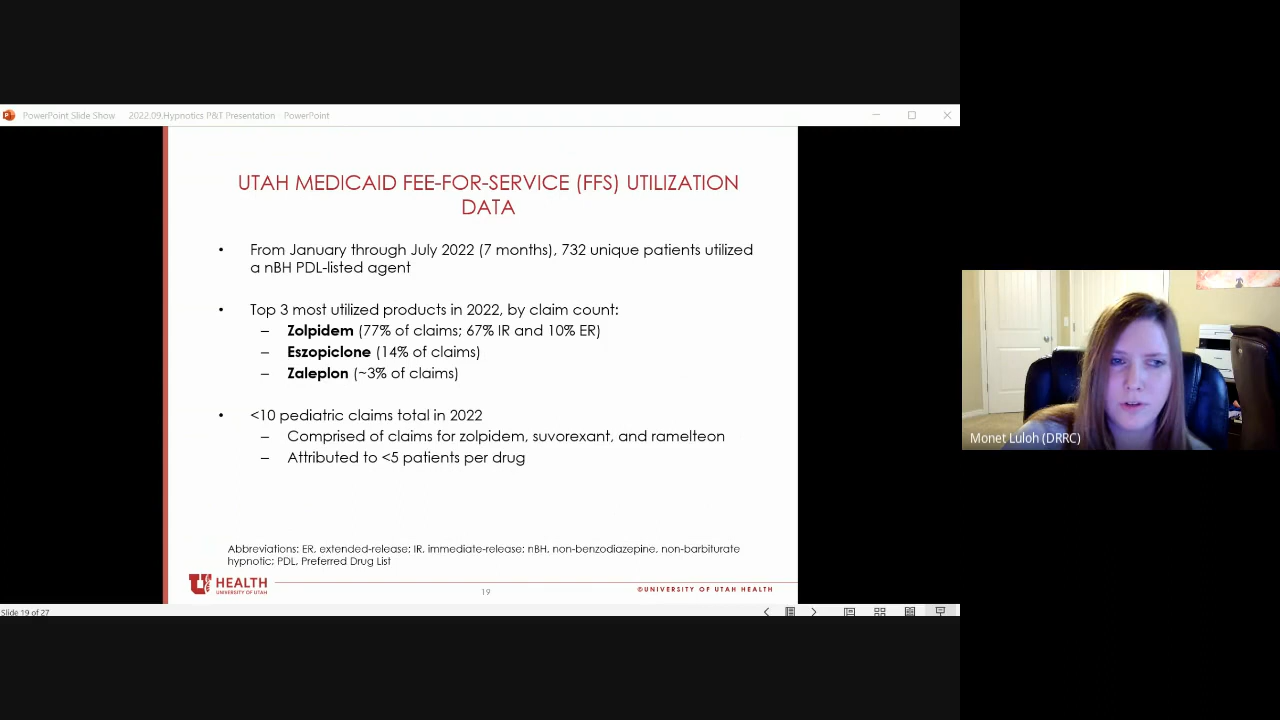 PowerPoint Slide Show 2022.09.Hypnotics P&T Presentation PowerPoint
UTAH MEDICAID FEE-FOR-SERVICE (FFS) UTILIZATION
DATA
• From January through July 2022 (7 months), 732 unique patients utilized
a nBH PDL-listed agent
• Top 3 most utilized products in 2022, by claim count:
– Zolpidem (77% of claims; 67% IR and 10% ER)
– Eszopiclone (14% of claims)
– Zaleplon (~3% of claims)
• <10 pediatric claims total in 2022
– Comprised of claims for zolpidem, suvorexant, and ramelteon
– Attributed to <5 patients per drug
Abbreviations: ER, extended-release; IR, immediate-release; nBH, non-benzodiazepine, non-barbiturate
hypnotic; PDL, Preferred Drug List
HEALTH
UNIVERSITY OF UTAH
19
©UNIVERSITY OF UTAH HEALTH
Slide 19 of 27
Monet Luloh (DRRC)